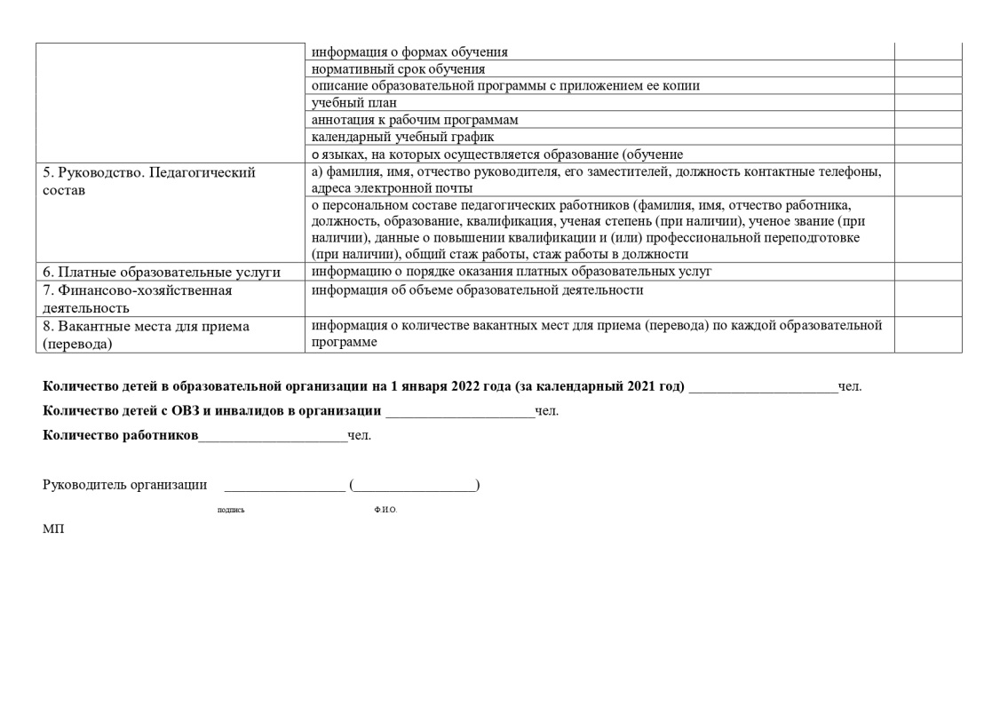 информация о формах обучения
нормативный срок обучения
описание образовательной программы с приложением ее копии
учебный план
аннотация к рабочим программам
календарный учебный график
о языках, на которых осуществляется образование (обучение
5. Руководство. Педагогический
состав
а) фамилия, имя, отчество руководителя, его заместителей, должность контактные телефоны,
адреса электронной почты
о персональном составе педагогических работников (фамилия, имя, отчество работника,
должность, образование, квалификация, ученая степень (при наличии), ученое звание (при
наличии), данные о повышении квалификации и (или) профессиональной переподготовке
(при наличии), общий стаж работы, стаж работы в должности
6. Платные образовательные услуги
информацию о порядке оказания платных образовательных услуг
7. Финансово-хозяйственная
деятельность
информация об объеме образовательной деятельности
8. Вакантные места для приема
(перевода)
информация о количестве вакантных мест для приема (перевода) по каждой образовательной
программе
Количество детей в образовательной организации на 1 января 2022 года (за календарный 2021 год) _____________________чел.
Количество детей с ОВЗ и инвалидов в организации _____________________чел.
Количество работников_____________________чел.
Руководитель организации _________________ (_________________)
подпись Ф.И.О.
МП